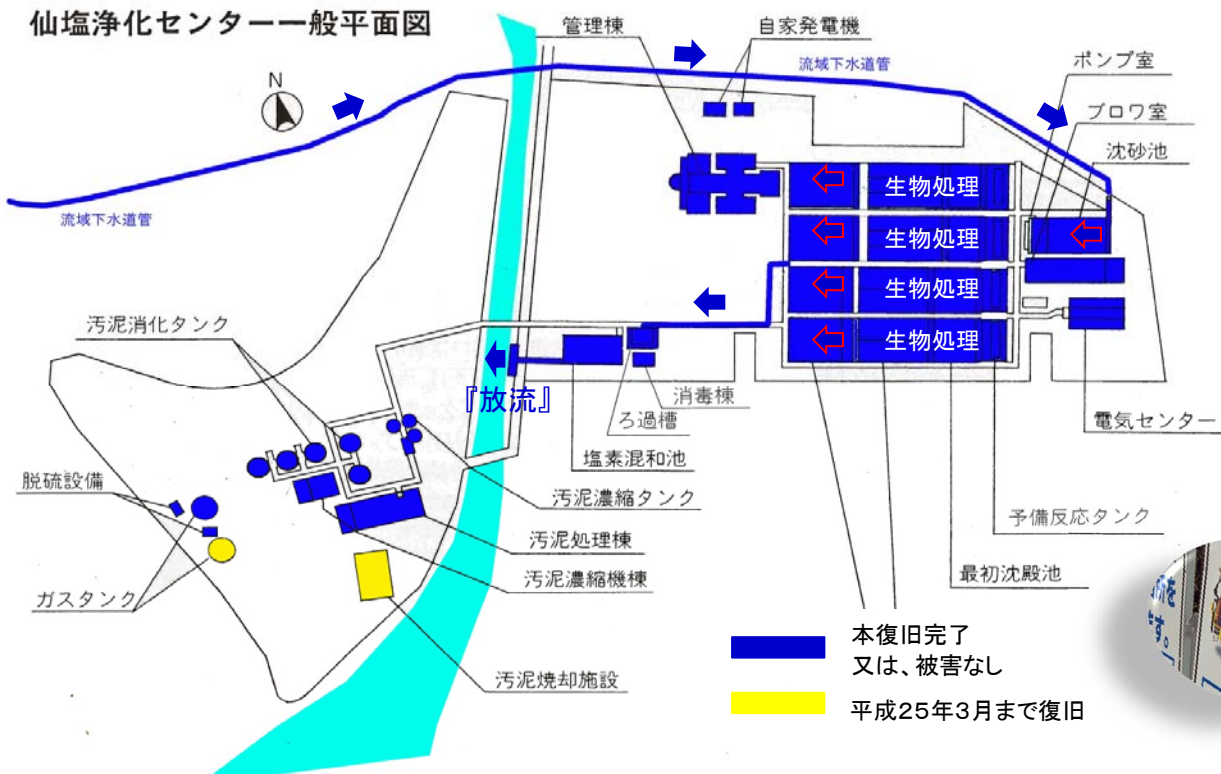 仙塩浄化センター一般平面図
管理棟
自家発電機
流域下水道管
ポンプ室
ブロワ室
沈砂池
N
流域下水道管
生物処理
生物処理
生物処理
生物処理
汚泥消化タンク
『放流』
消毒棟
ろ過槽
塩素混和池
電気センター
脱硫設備
汚泥濃縮タンク
予備反応タンク
汚泥処理棟
汚泥濃縮機棟
最初沈殿池
ガスタンク
汚泥焼却施設
本復旧完了
又は、被害なし
平成25年3月まで復旧
を
す。